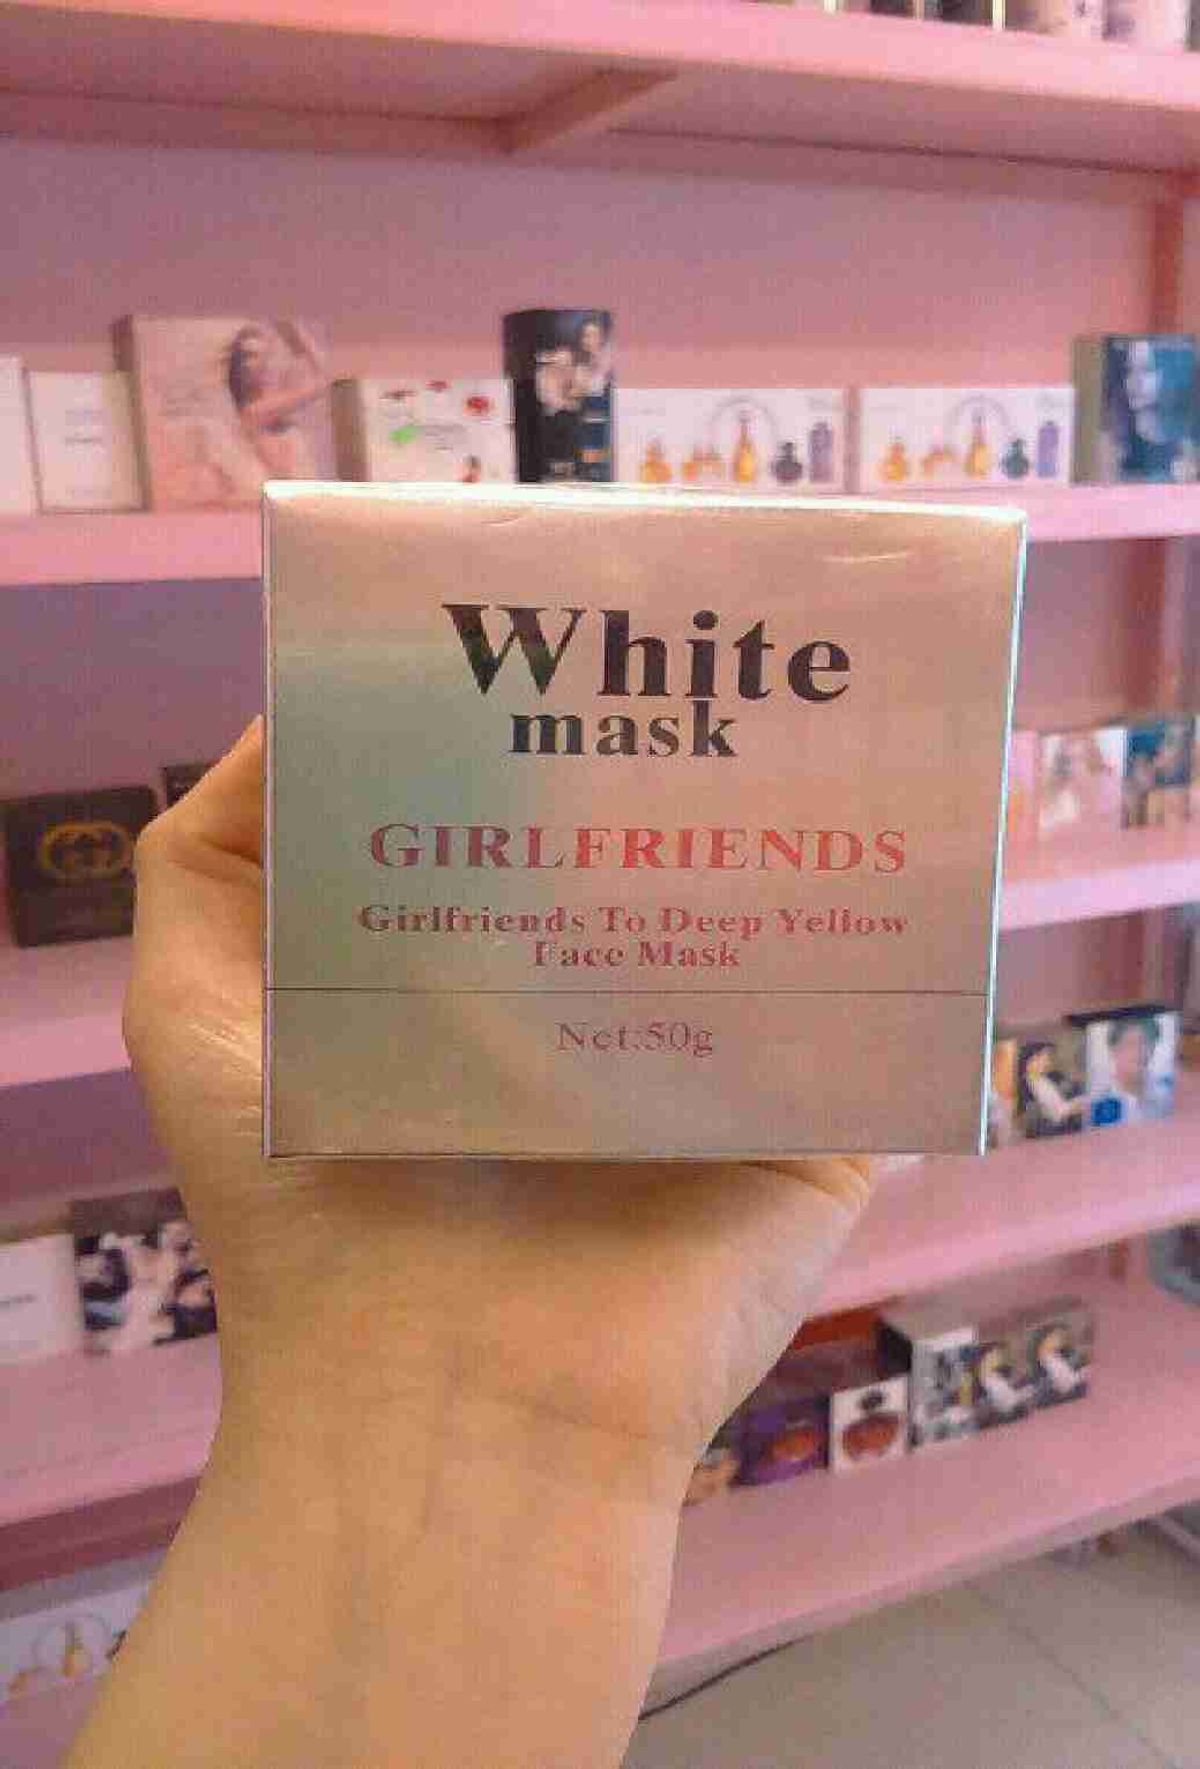 White
mask
GIRLFRIENDS
Girlfriends To Deep Yellow
Face Mask
Net:50g